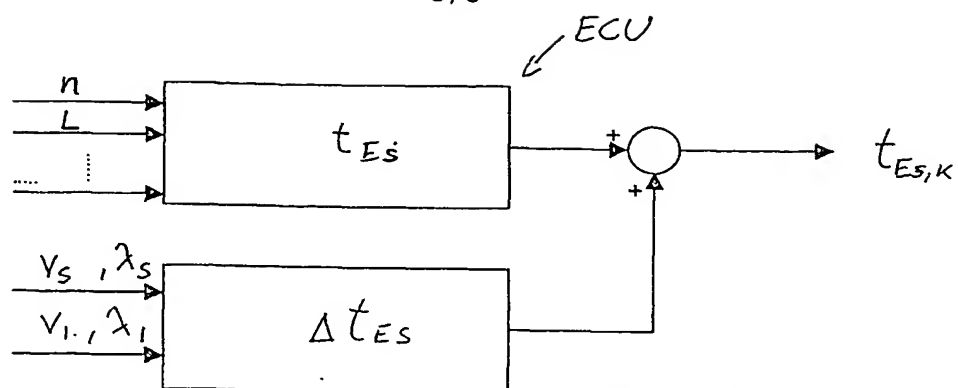 ECU
n
L
t_Es
+
+
t_Es,K
V_s, λ_s
V_1, λ_1
Δt_Es